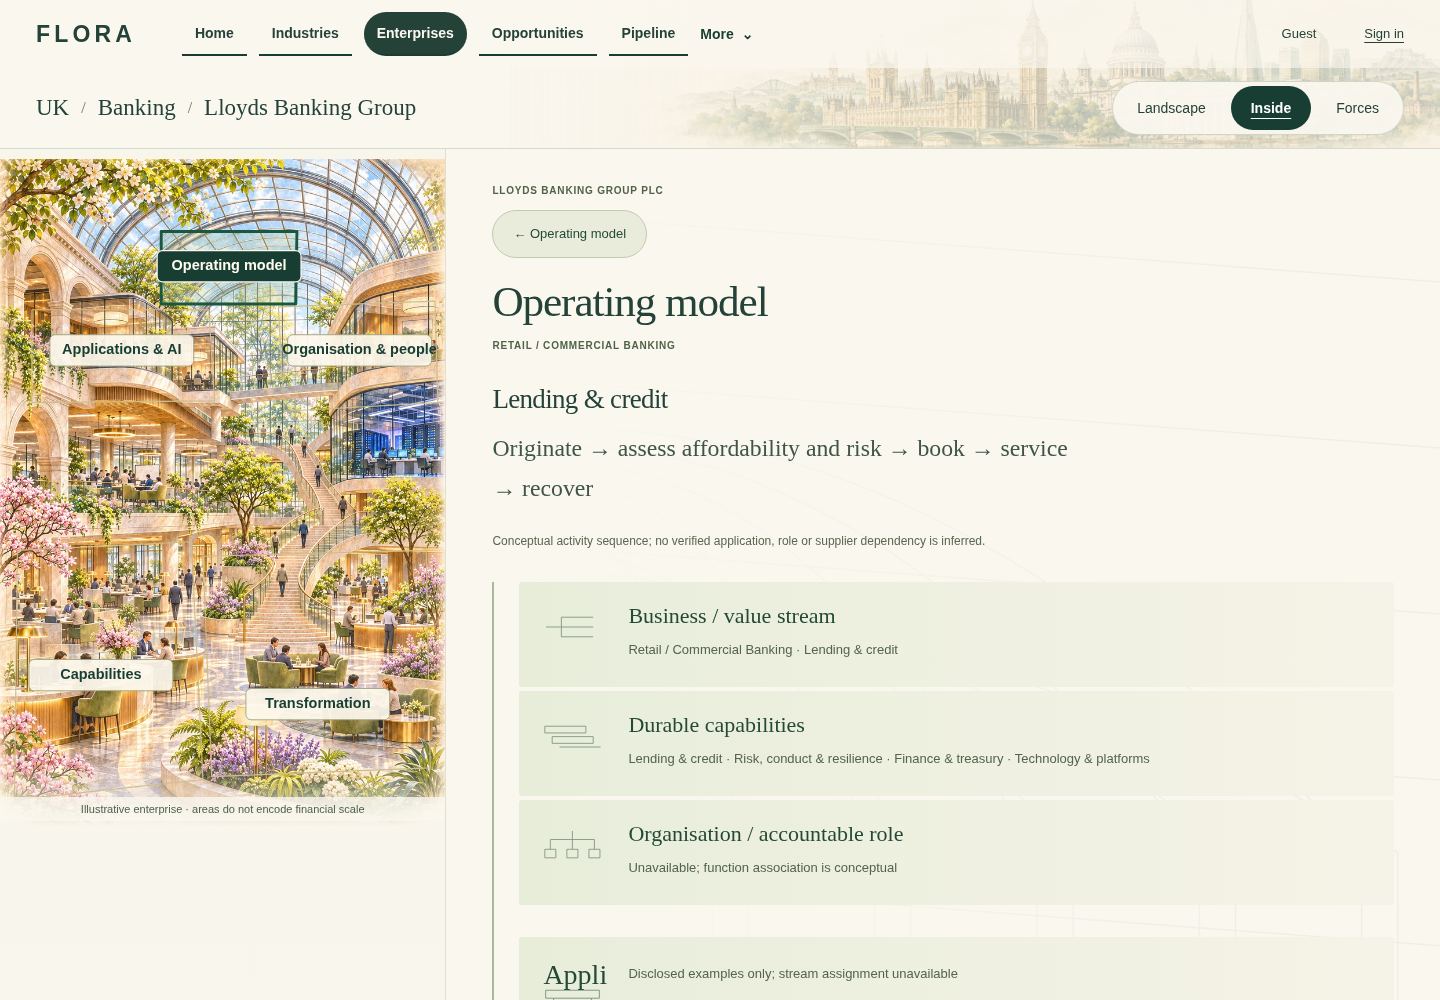 FLORA
Home
Industries
Enterprises
Opportunities
Pipeline
More
Guest
Sign in
UK / Banking / Lloyds Banking Group
Landscape
Inside
Forces
Operating model
Applications & AI
Organisation & people
Capabilities
Transformation
Illustrative enterprise · areas do not encode financial scale
LLOYDS BANKING GROUP PLC
← Operating model
Operating model
RETAIL / COMMERCIAL BANKING
Lending & credit
Originate → assess affordability and risk → book → service
→ recover
Conceptual activity sequence; no verified application, role or supplier dependency is inferred.
Business / value stream
Retail / Commercial Banking · Lending & credit
Durable capabilities
Lending & credit · Risk, conduct & resilience · Finance & treasury · Technology & platforms
Organisation / accountable role
Unavailable; function association is conceptual
Appli
Disclosed examples only; stream assignment unavailable